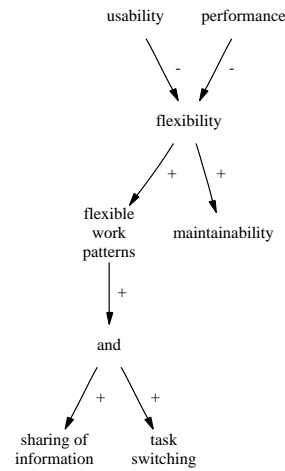 usability performance
- -
flexibility
+ +
flexible
work
patterns
maintainability
+
and
+ +
sharing of
information
task
switching